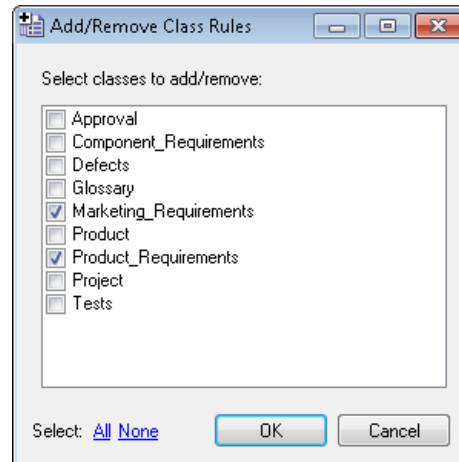 Add/Remove Class Rules
Select classes to add/remove:
Approval
Component_Requirements
Defects
Glossary
Marketing_Requirements
Product
Product_Requirements
Project
Tests
Select: All None OK Cancel